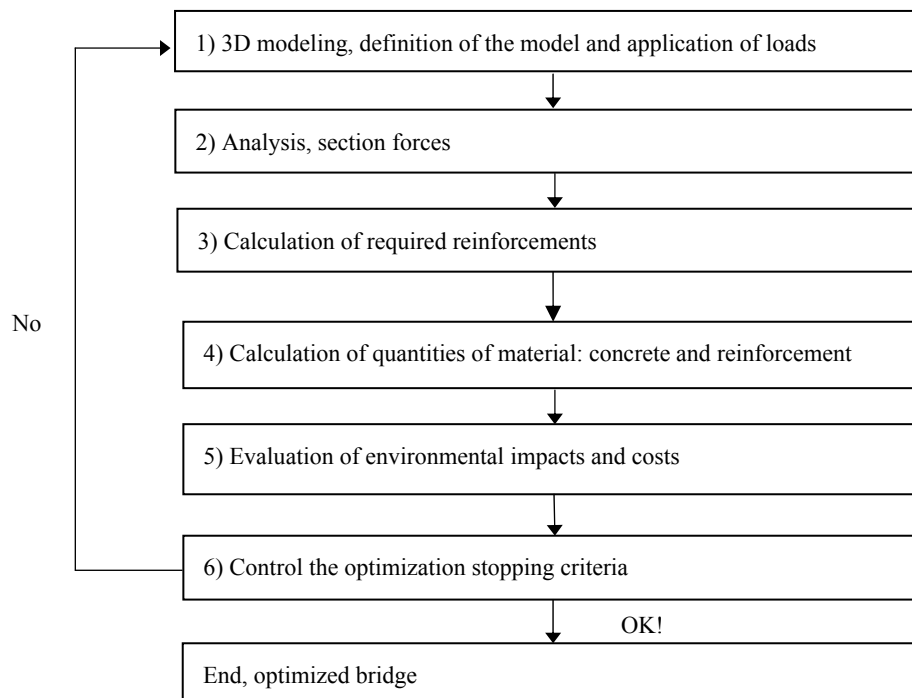 1) 3D modeling, definition of the model and application of loads
2) Analysis, section forces
3) Calculation of required reinforcements
No
4) Calculation of quantities of material: concrete and reinforcement
5) Evaluation of environmental impacts and costs
6) Control the optimization stopping criteria
OK!
End, optimized bridge